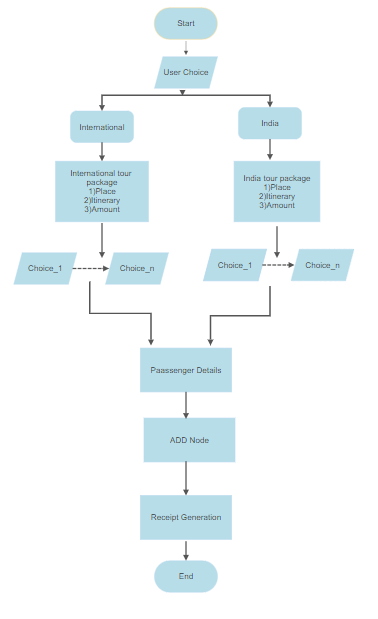 Start
User Choice
International
India
International tour
package
1)Place
2)Itinerary
3)Amount
India tour package
1)Place
2)Itinerary
3)Amount
Choice_1
Choice_n
Choice_1
Choice_n
Paassenger Details
ADD Node
Receipt Generation
End